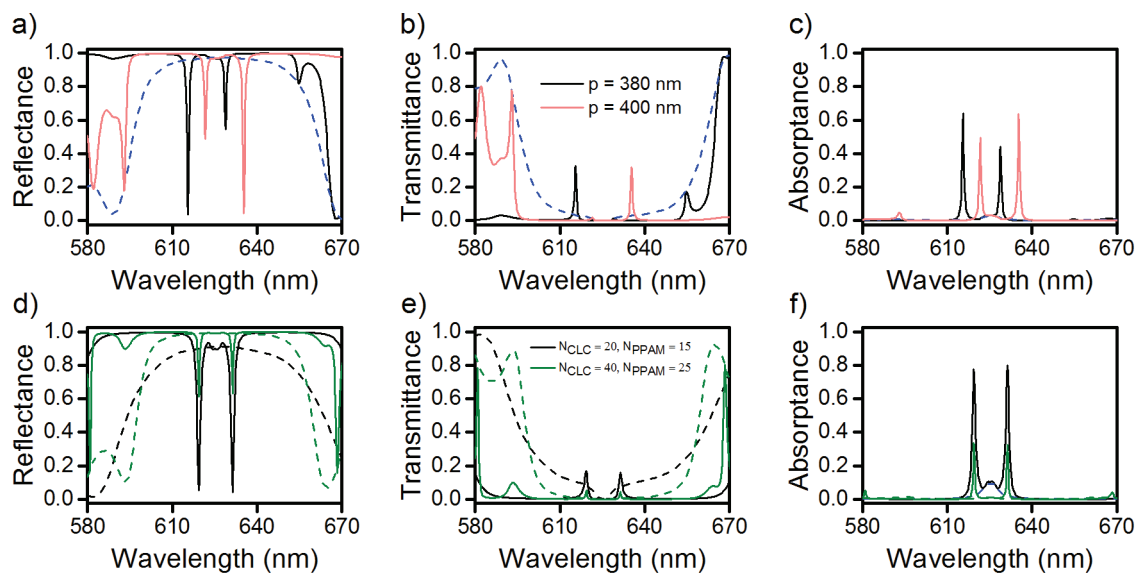 a)
Reflectance
1.0
0.8
0.6
0.4
0.2
0.0
580 610 640 670
Wavelength (nm)
b)
Transmittance
1.0
0.8
0.6
0.4
0.2
0.0
p = 380 nm
p = 400 nm
580 610 640 670
Wavelength (nm)
c)
Absorptance
1.0
0.8
0.6
0.4
0.2
0.0
580 610 640 670
Wavelength (nm)
d)
Reflectance
1.0
0.8
0.6
0.4
0.2
0.0
580 610 640 670
Wavelength (nm)
e)
Transmittance
1.0
0.8
0.6
0.4
0.2
0.0
NCLC = 20, NPPAM = 15
NCLC = 40, NPPAM = 25
580 610 640 670
Wavelength (nm)
f)
Absorptance
1.0
0.8
0.6
0.4
0.2
0.0
580 610 640 670
Wavelength (nm)